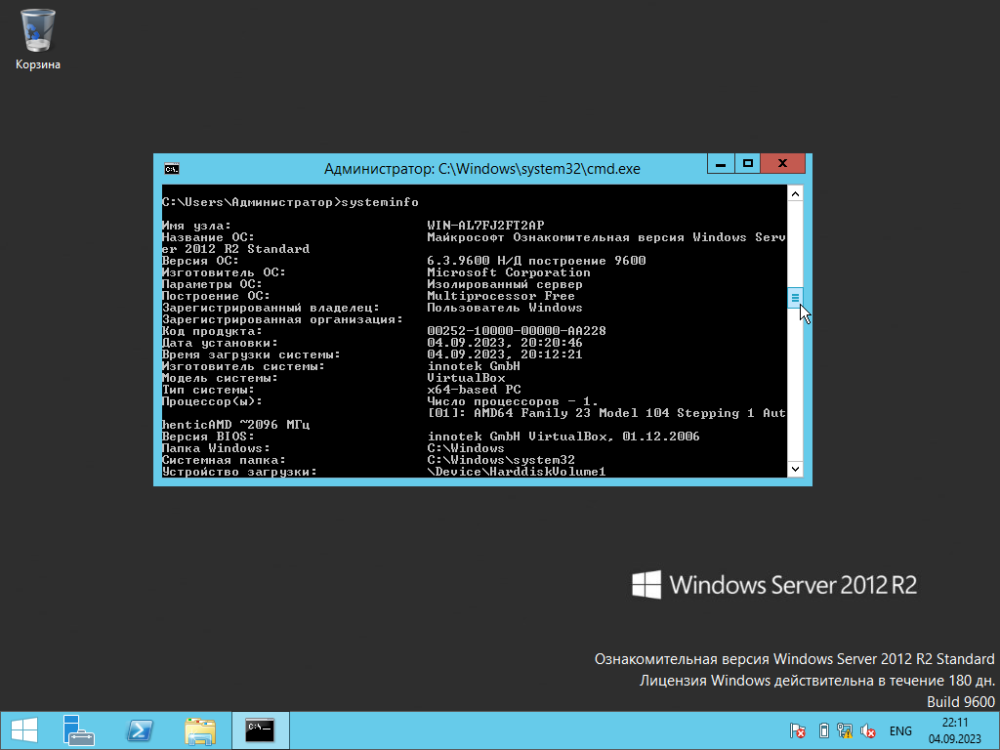 Корзина
Администратор: C:\Windows\system32\cmd.exe
C:\Users\Администратор>systeminfo
Имя узла: WIN-AL7FJ2FT2AP
Название ОС: Майкрософт Ознакомительная версия Windows Serv
er 2012 R2 Standard
Версия ОС: 6.3.9600 Н/Д построение 9600
Изготовитель ОС: Microsoft Corporation
Параметры ОС: Изолированный сервер
Построение ОС: Multiprocessor Free
Зарегистрированный владелец: Пользователь Windows
Зарегистрированная организация:
Код продукта: 00252-10000-00000-AA228
Дата установки: 04.09.2023, 20:20:46
Время загрузки системы: 04.09.2023, 20:12:21
Изготовитель системы: innotek GmbH
Модель системы: VirtualBox
Тип системы: x64-based PC
Процессор(ы): Число процессоров - 1.
[01]: AMD64 Family 23 Model 104 Stepping 1 Aut
henticAMD ~2096 МГц
Версия BIOS: innotek GmbH VirtualBox, 01.12.2006
Папка Windows: C:\Windows
Системная папка: C:\Windows\system32
Устройство загрузки: \Device\HarddiskVolume1
Windows Server 2012 R2
Ознакомительная версия Windows Server 2012 R2 Standard
Лицензия Windows действительна в течение 180 дн.
Build 9600
ENG
22:11
04.09.2023